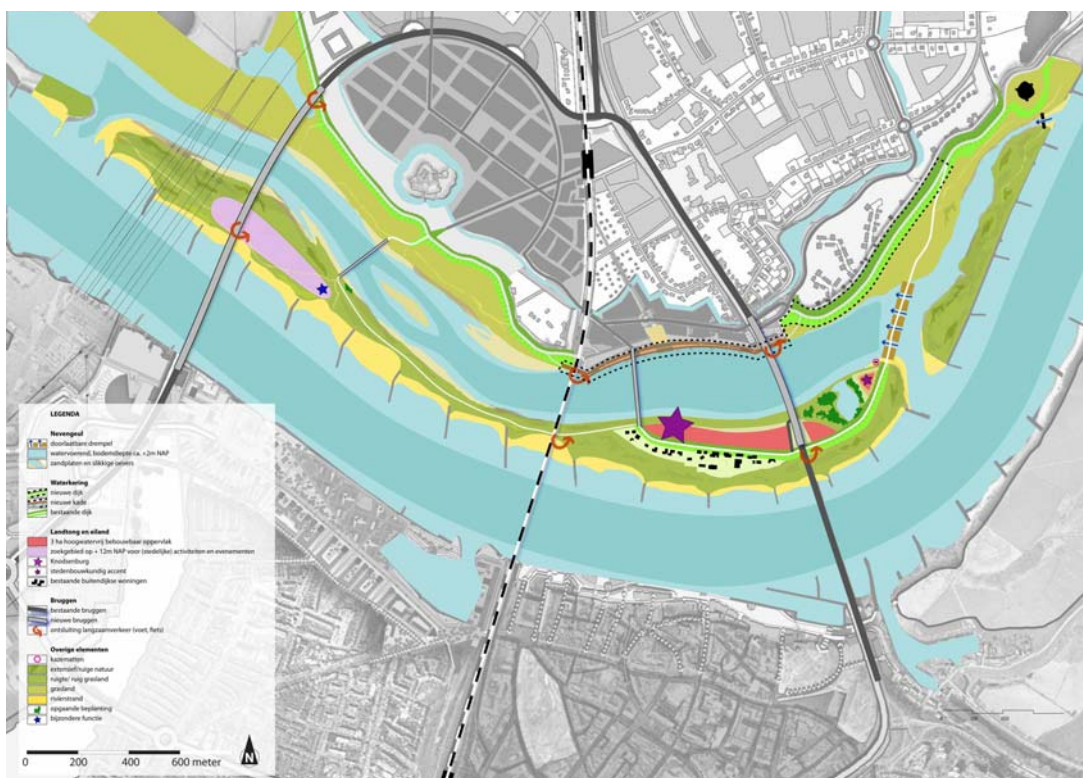 LEGENDA
Nevengeul
doorlaatbare drempel
watervoerend, bodemdiepte ca. +2m NAP
zandplaten en slikkige oevers
Waterkering
nieuwe dijk
nieuwe kade
bestaande dijk
Landtong en eiland
3 ha hoogwatervrij bebouwbaar oppervlak
zoekgebied op + 12m NAP voor (stedelijke) activiteiten en evenementen
Knodsenburg
stedenbouwkundig accent
bestaande buitendijkse woningen
Bruggen
bestaande bruggen
nieuwe bruggen
ontsluiting langzaamverkeer (voet, fiets)
Overige elementen
kazematten
extensief/ruige natuur
ruigte/ ruig grasland
grasland
rivierstrand
opgaande beplanting
bijzondere functie
0 200 400 600 meter
N